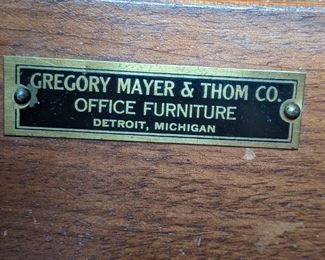 GREGORY MAYER & THOM CO.
OFFICE FURNITURE
DETROIT, MICHIGAN